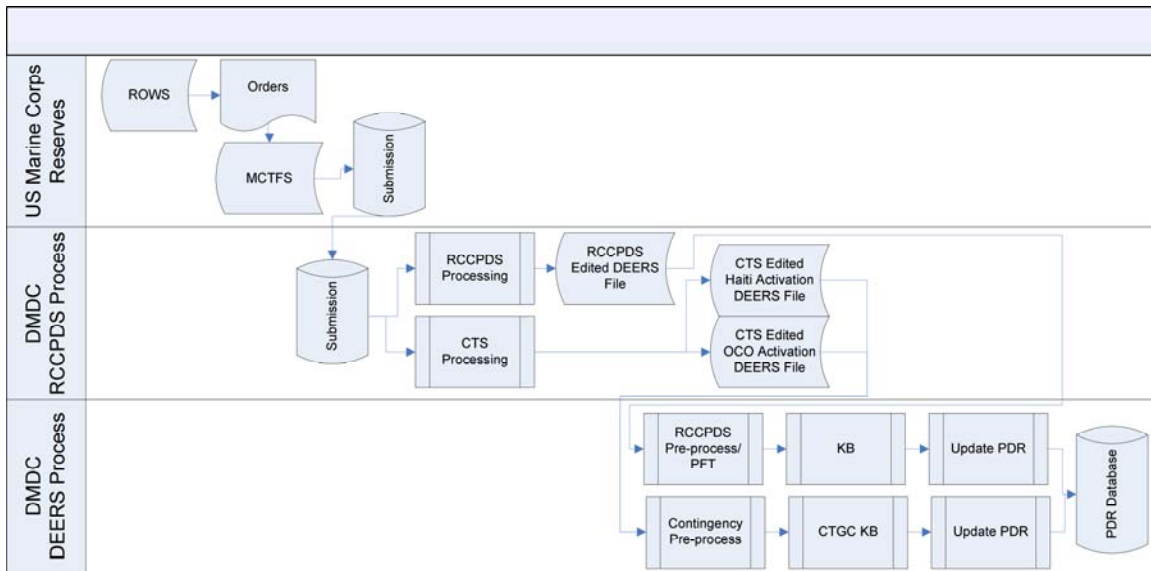 US Marine Corps
Reserves
ROWS
Orders
MCTFS
Submission
DMDC
RCCPDS Process
Submission
RCCPDS
Processing
RCCPDS
Edited DEERS
File
CTS Edited
Haiti Activation
DEERS File
CTS
Processing
CTS Edited
OCO Activation
DEERS File
DMDC
DEERS Process
RCCPDS
Pre-process/
PFT
KB
Update PDR
PDR Database
Contingency
Pre-process
CTGC KB
Update PDR